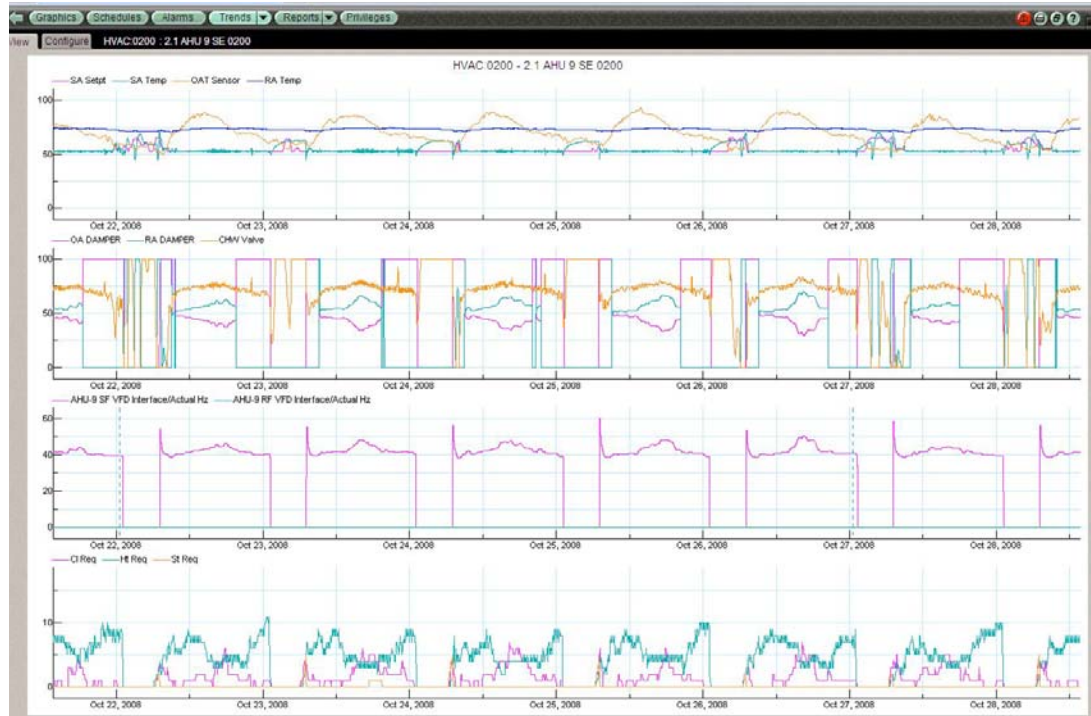 Graphics Schedules Alarms Trends Reports Privileges
View Configure HVAC:0200 : 2.1 AHU 9 SE 0200
HVAC:0200 - 2.1 AHU 9 SE 0200
SA Setpt SA Temp OAT Sensor RA Temp
100
50
0
Oct 22, 2008 Oct 23, 2008 Oct 24, 2008 Oct 25, 2008 Oct 26, 2008 Oct 27, 2008 Oct 28, 2008
OA DAMPER RA DAMPER CHW Valve
100
50
0
Oct 22, 2008 Oct 23, 2008 Oct 24, 2008 Oct 25, 2008 Oct 26, 2008 Oct 27, 2008 Oct 28, 2008
AHU-9 SF VFD Interface/Actual Hz AHU-9 RF VFD Interface/Actual Hz
60
40
20
0
Oct 22, 2008 Oct 23, 2008 Oct 24, 2008 Oct 25, 2008 Oct 26, 2008 Oct 27, 2008 Oct 28, 2008
Cl Req Ht Req St Req
10
0
Oct 22, 2008 Oct 23, 2008 Oct 24, 2008 Oct 25, 2008 Oct 26, 2008 Oct 27, 2008 Oct 28, 2008